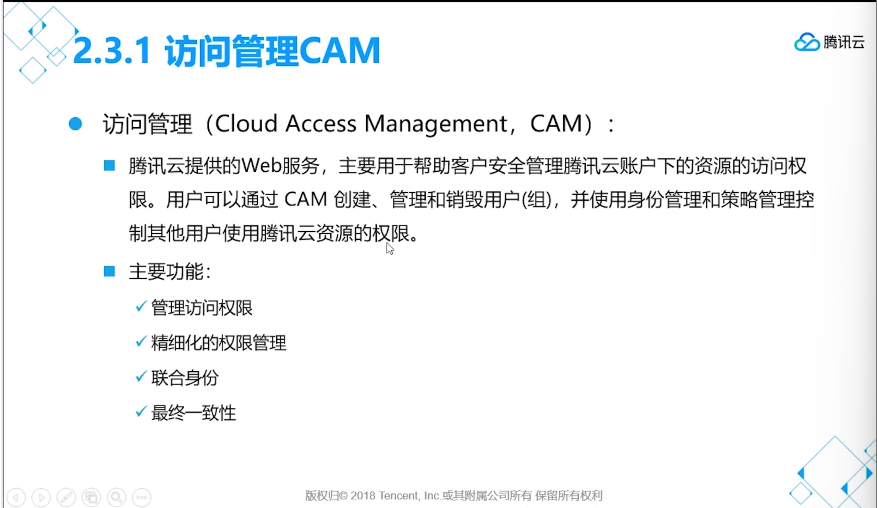 2.3.1 访问管理CAM
腾讯云
访问管理（Cloud Access Management，CAM）：
腾讯云提供的Web服务，主要用于帮助客户安全管理腾讯云账户下的资源的访问权
限。用户可以通过 CAM 创建、管理和销毁用户(组)，并使用身份管理和策略管理控
制其他用户使用腾讯云资源的权限。
主要功能：
管理访问权限
精细化的权限管理
联合身份
最终一致性
版权归© 2018 Tencent, Inc.或其附属公司所有 保留所有权利